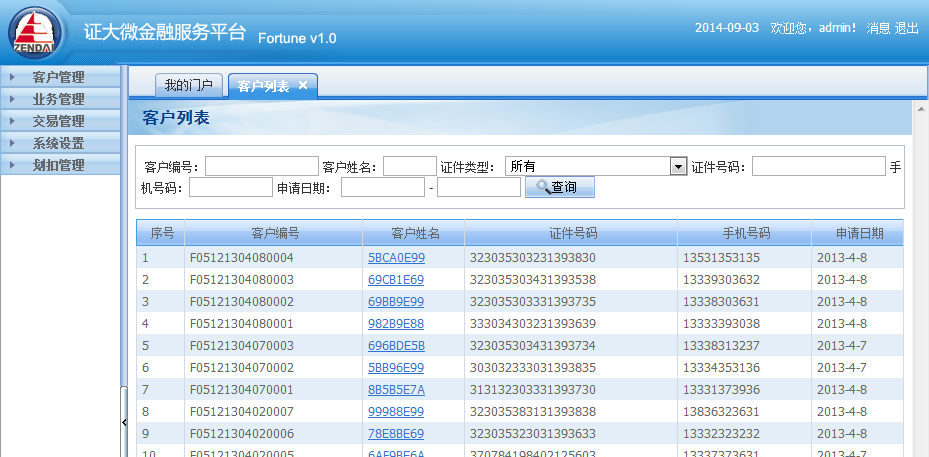 ZENDAI
证大微金融服务平台 Fortune v1.0
2014-09-03 欢迎您，admin! 消息 退出
客户管理
业务管理
交易管理
系统设置
划扣管理
我的门户 客户列表 ×
客户列表
客户编号： 客户姓名： 证件类型： 所有 证件号码： 手
机号码： 申请日期： - 查询
序号 客户编号 客户姓名 证件号码 手机号码 申请日期
1 F05121304080004 5BCA0E99 323035303231393830 13531353135 2013-4-8
2 F05121304080003 69CB1E69 323035303431393538 13339303632 2013-4-8
3 F05121304080002 69BB9E99 323035303331393735 13338303631 2013-4-8
4 F05121304080001 982B9E88 333034303231393639 13333393038 2013-4-8
5 F05121304070003 696BDE5B 323035303431393734 13338313237 2013-4-7
6 F05121304070002 5BB96E99 303032333031393835 13334353136 2013-4-7
7 F05121304070001 8B5B5E7A 313132303331393730 13331373936 2013-4-8
8 F05121304020007 99988E99 323035383131393838 13836323631 2013-4-8
9 F05121304020006 78E8BE69 323035323031393633 13332323232 2013-4-8
10 F05121304020005 6AF9BE6A 370784198402125603 13337373631 2013-4-7